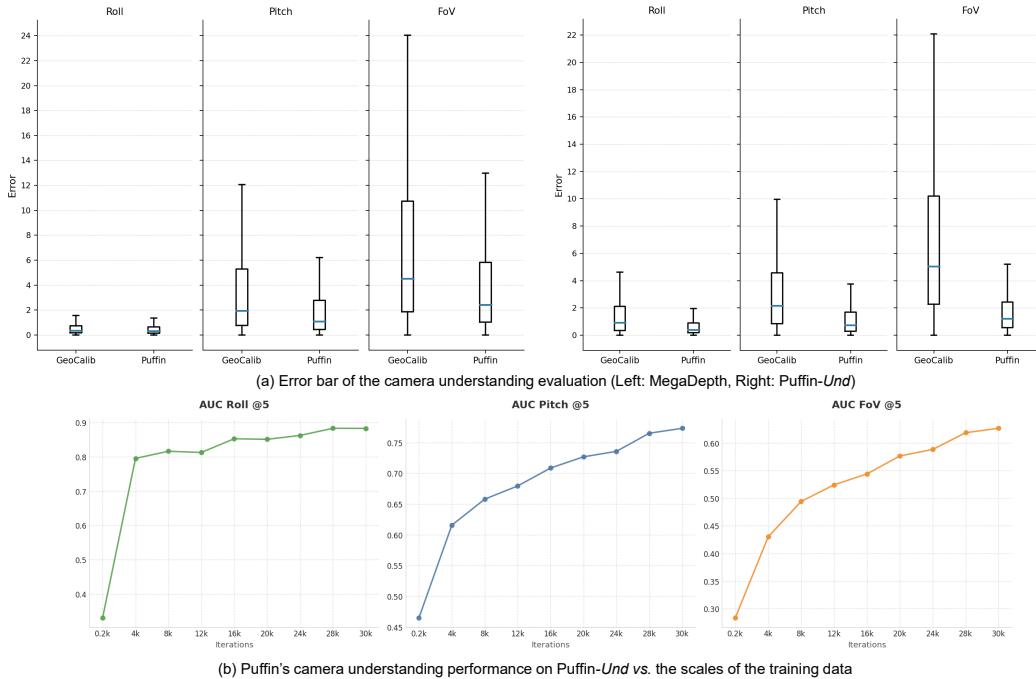 Roll
Pitch
FoV
Error
24
22
20
18
16
14
12
10
8
6
4
2
0
GeoCalib
Puffin
GeoCalib
Puffin
GeoCalib
Puffin
Roll
Pitch
FoV
Error
22
20
18
16
14
12
10
8
6
4
2
0
GeoCalib
Puffin
GeoCalib
Puffin
GeoCalib
Puffin
(a) Error bar of the camera understanding evaluation (Left: MegaDepth, Right: Puffin-Und)
AUC Roll @5
0.9
0.8
0.7
0.6
0.5
0.4
0.2k 4k 8k 12k 16k 20k 24k 28k 30k
Iterations
AUC Pitch @5
0.75
0.70
0.65
0.60
0.55
0.50
0.45
0.2k 4k 8k 12k 16k 20k 24k 28k 30k
Iterations
AUC FoV @5
0.60
0.55
0.50
0.45
0.40
0.35
0.30
0.2k 4k 8k 12k 16k 20k 24k 28k 30k
Iterations
(b) Puffin's camera understanding performance on Puffin-Und vs. the scales of the training data